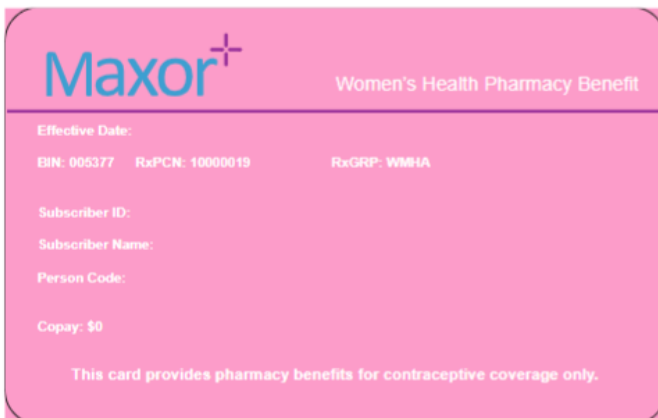 Maxor+
Women's Health Pharmacy Benefit
Effective Date:
BIN: 005377 RxPCN: 10000019 RxGRP: WMHA
Subscriber ID:
Subscriber Name:
Person Code:
Copay: $0
This card provides pharmacy benefits for contraceptive coverage only.